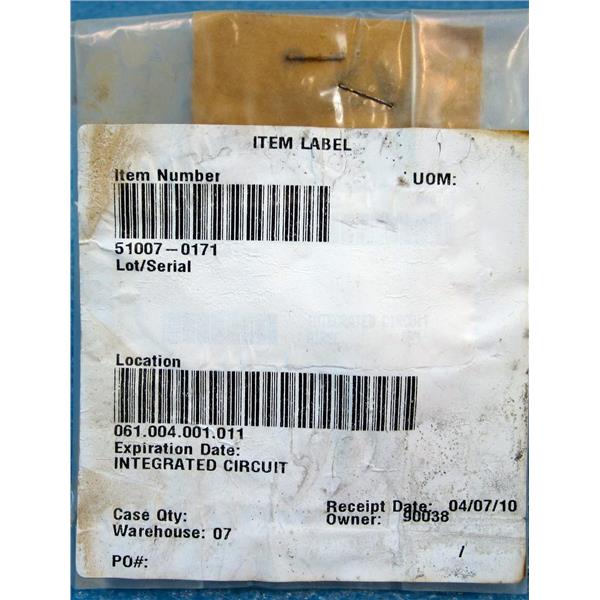 ITEM LABEL
Item Number UOM:
51007-0171
Lot/Serial
Location
061.004.001.011
Expiration Date:
INTEGRATED CIRCUIT
Receipt Date: 04/07/10
Case Qty: Owner: 90038
Warehouse: 07
/
PO#: